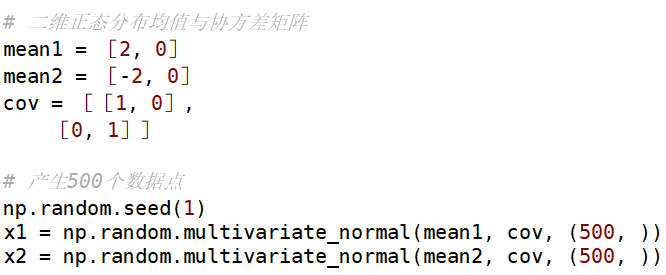 # 二维正态分布均值与协方差矩阵
mean1 = [2, 0]
mean2 = [-2, 0]
cov = [ [1, 0] ,
[0, 1] ]
# 产生500个数据点
np.random.seed(1)
x1 = np.random.multivariate_normal(mean1, cov, (500, ))
x2 = np.random.multivariate_normal(mean2, cov, (500, ))